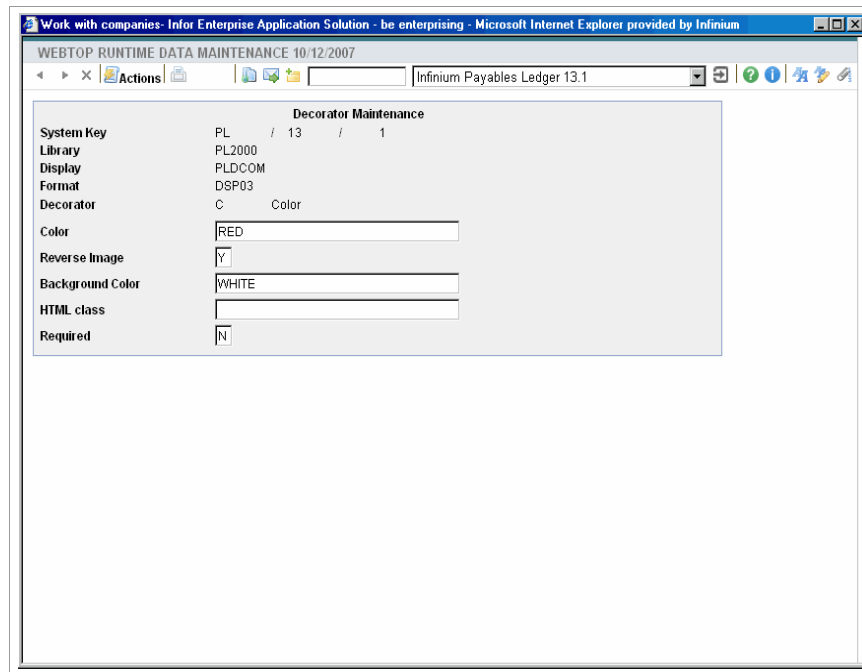 Work with companies- Infor Enterprise Application Solution - be enterprising - Microsoft Internet Explorer provided by Infinium
WEBTOP RUNTIME DATA MAINTENANCE 10/12/2007
Actions Infinium Payables Ledger 13.1
Decorator Maintenance
System Key PL / 13 / 1
Library PL2000
Display PLDCOM
Format DSP03
Decorator C Color
Color RED
Reverse Image Y
Background Color WHITE
HTML class
Required N